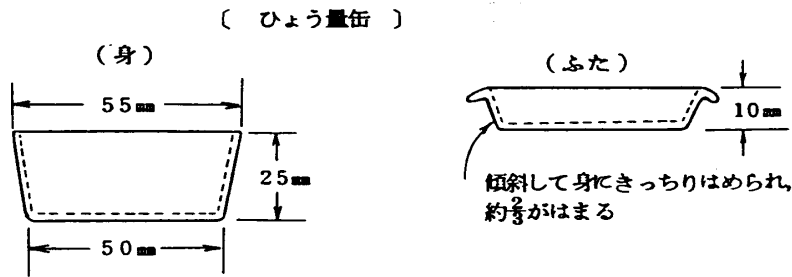 〔 ひょう量缶 〕
(身)
(ふた)
55mm
10mm
25mm
50mm
傾斜して身にきっちりはめられ,
約2/3がはまる